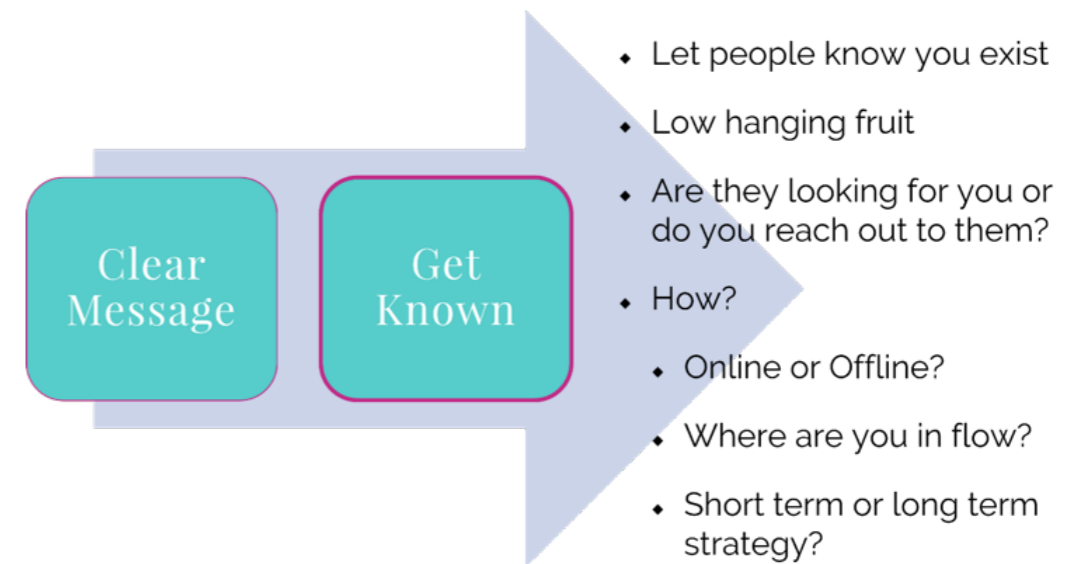 Clear
Message
Get
Known
Let people know you exist
Low hanging fruit
Are they looking for you or
do you reach out to them?
How?
Online or Offline?
Where are you in flow?
Short term or long term
strategy?